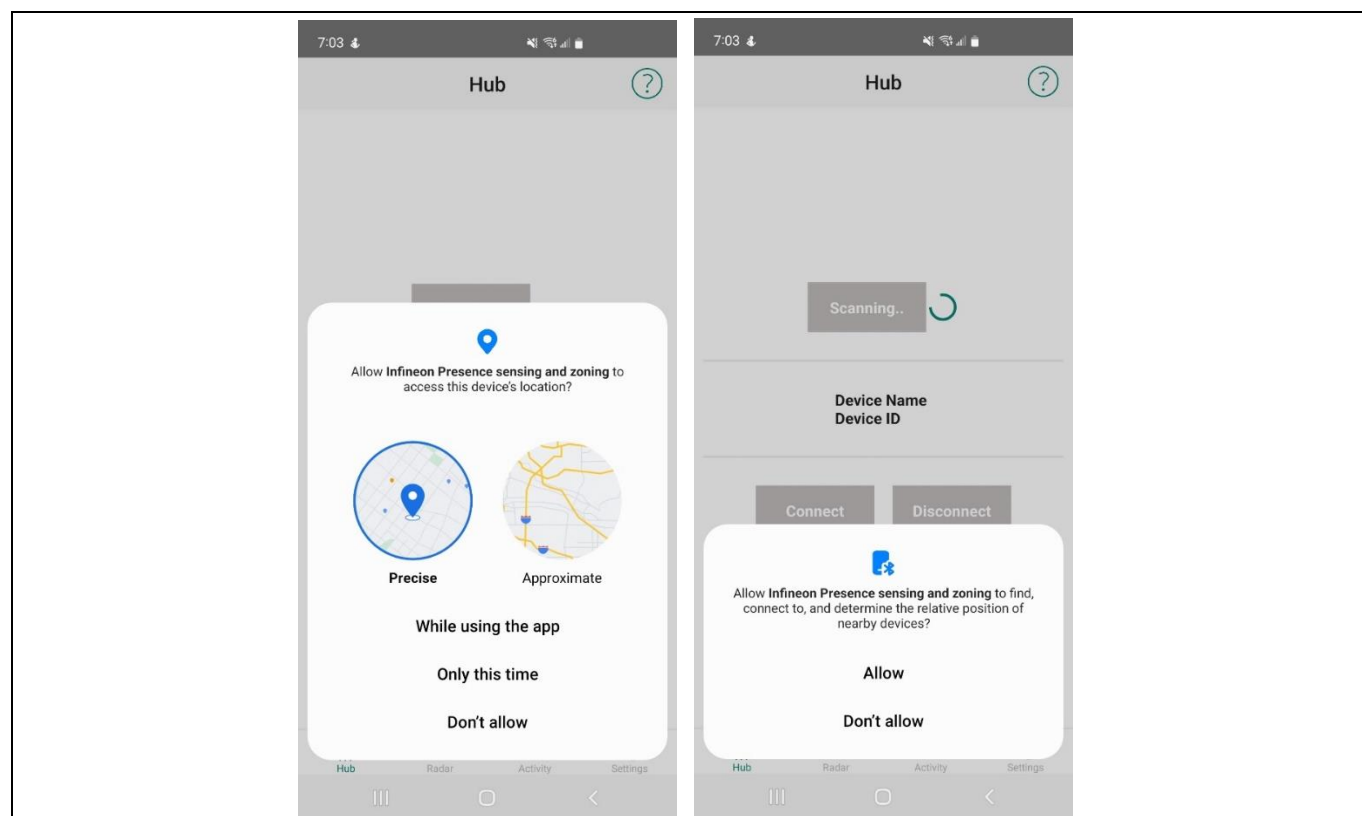 7:03
Hub
?
Allow Infineon Presence sensing and zoning to
access this device's location?
Precise
Approximate
While using the app
Only this time
Don't allow
Hub
Radar
Activity
Settings
7:03
Hub
?
Scanning..
Device Name
Device ID
Connect
Disconnect
Allow Infineon Presence sensing and zoning to find,
connect to, and determine the relative position of
nearby devices?
Allow
Don't allow
Hub
Radar
Activity
Settings